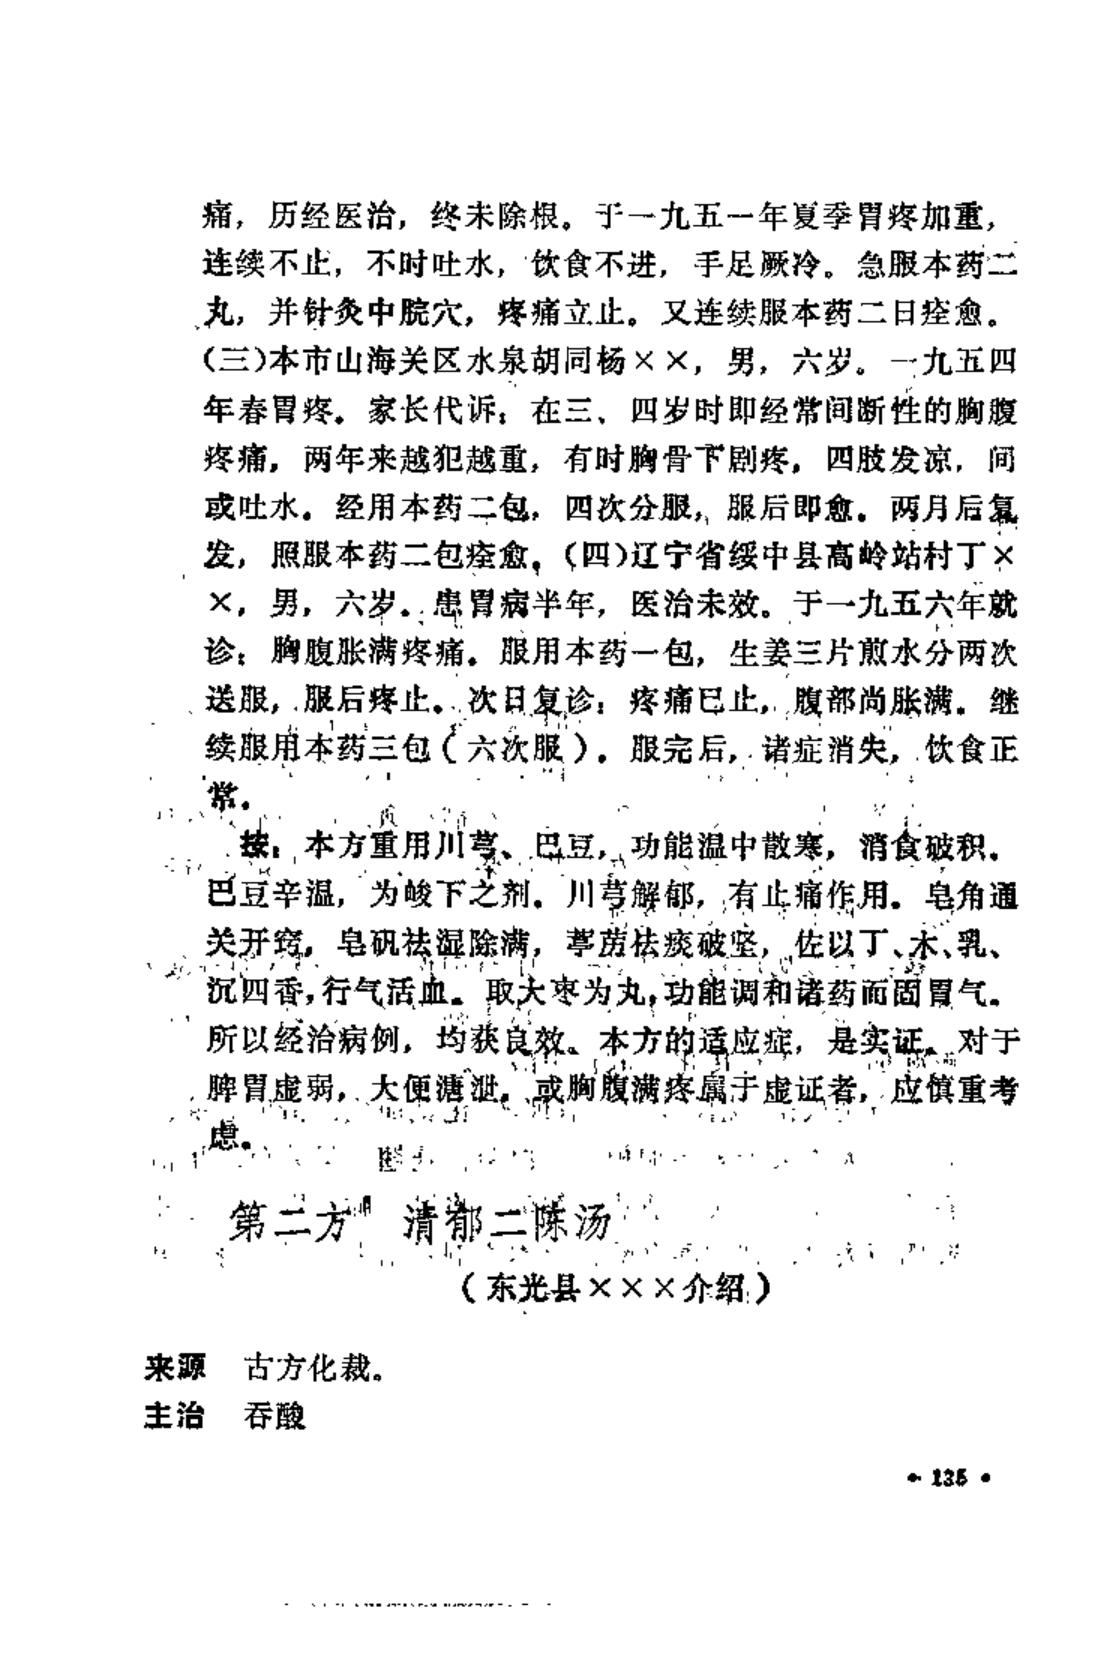 痛，历经医治，终未除根。于一九五一年夏季胃疼加重，
连续不止，不时吐水，饮食不进，手足厥冷。急服本药二
丸，并针灸中脘穴，疼痛立止。又连续服本药二日痊愈。
（三）本市山海关区水泉胡同杨××，男，六岁。一九五四
年春胃疼。家长代诉：在三、四岁时即经常间断性的胸腹
疼痛，两年来越犯越重，有时胸骨下剧疼，四肢发凉，间
或吐水。经用本药二包，四次分服，服后即愈。两月后复
发，照服本药二包痊愈。（四）辽宁省绥中县高岭站村丁×
×，男，六岁。患胃病半年，医治未效。于一九五六年就
诊：胸腹胀满疼痛。服用本药一包，生姜三片煎水分两次
送服，服后疼止。次日复诊：疼痛已止，腹部尚胀满。继
续服用本药三包（六次服）。服完后，诸症消失，饮食正
常。
按：本方重用川芎、巴豆，功能温中散寒，消食破积。
巴豆辛温，为峻下之剂。川芎解郁，有止痛作用。皂角通
关开窍，皂矾祛湿除满，葶苈祛痰破坚，佐以丁、木、乳、
沉四香，行气活血。取大枣为丸，功能调和诸药而固胃气。
所以经治病例，均获良效。本方的适应症，是实证。对于
脾胃虚弱，大便溏泄。或胸腹满疼属于虚证者，应慎重考
虑。
第二方 清郁二陈汤
（东光县×××介绍）
来源 古方化裁。
主治 吞酸
• 135 •